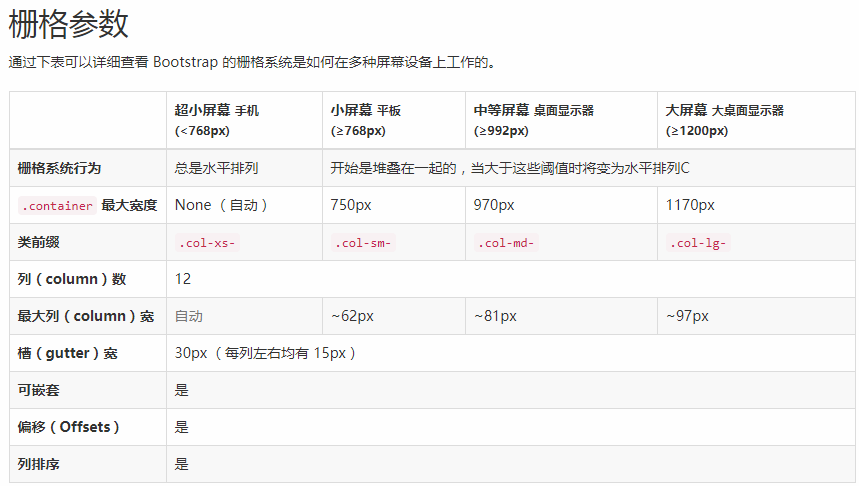 栅格参数
通过下表可以详细查看 Bootstrap 的栅格系统是如何在多种屏幕设备上工作的。
超小屏幕 手机 (<768px)
小屏幕 平板 (≥768px)
中等屏幕 桌面显示器 (≥992px)
大屏幕 大桌面显示器 (≥1200px)
栅格系统行为 总是水平排列 开始是堆叠在一起的，当大于这些阈值时将变为水平排列C
.container 最大宽度 None （自动） 750px 970px 1170px
类前缀 .col-xs- .col-sm- .col-md- .col-lg-
列（column）数 12
最大列（column）宽 自动 ~62px ~81px ~97px
槽（gutter）宽 30px （每列左右均有 15px）
可嵌套 是
偏移（Offsets） 是
列排序 是